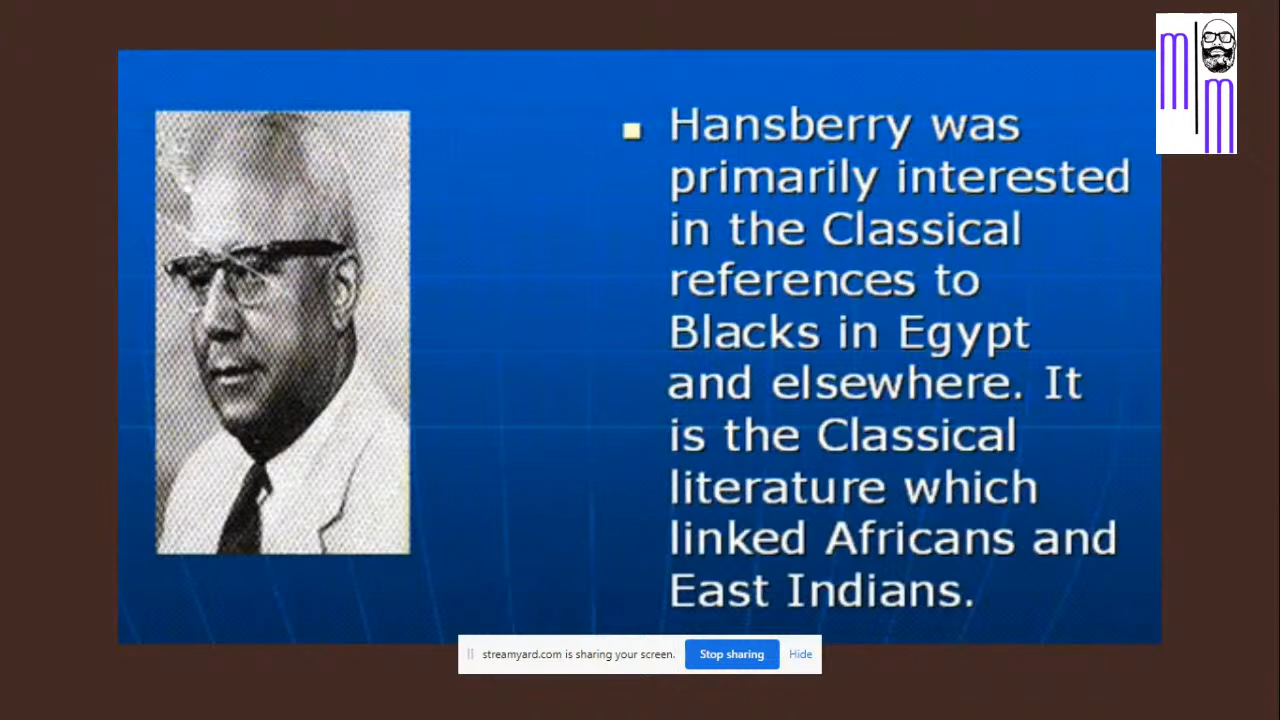 Hansberry was
primarily interested
in the Classical
references to
Blacks in Egypt
and elsewhere. It
is the Classical
literature which
linked Africans and
East Indians.
m
m
streamyard.com is sharing your screen.
Stop sharing
Hide